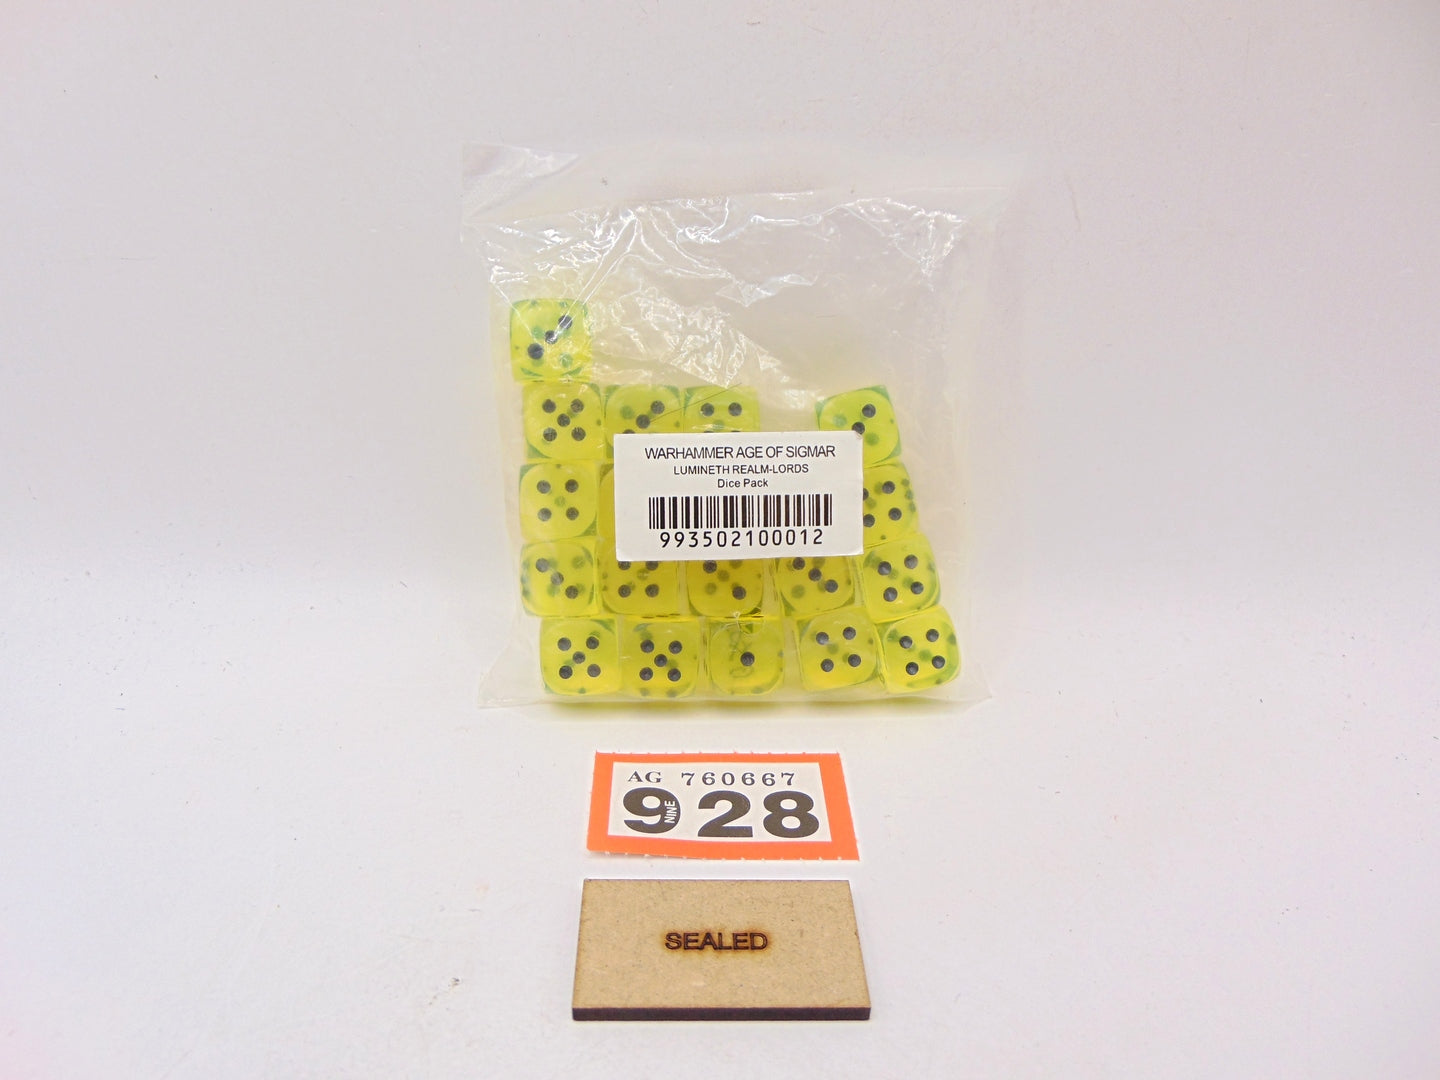 WARHAMMER AGE OF SIGMAR
LUMINETH REALM-LORDS
Dice Pack
993502100012
AG 760667
9 NINE 28
SEALED